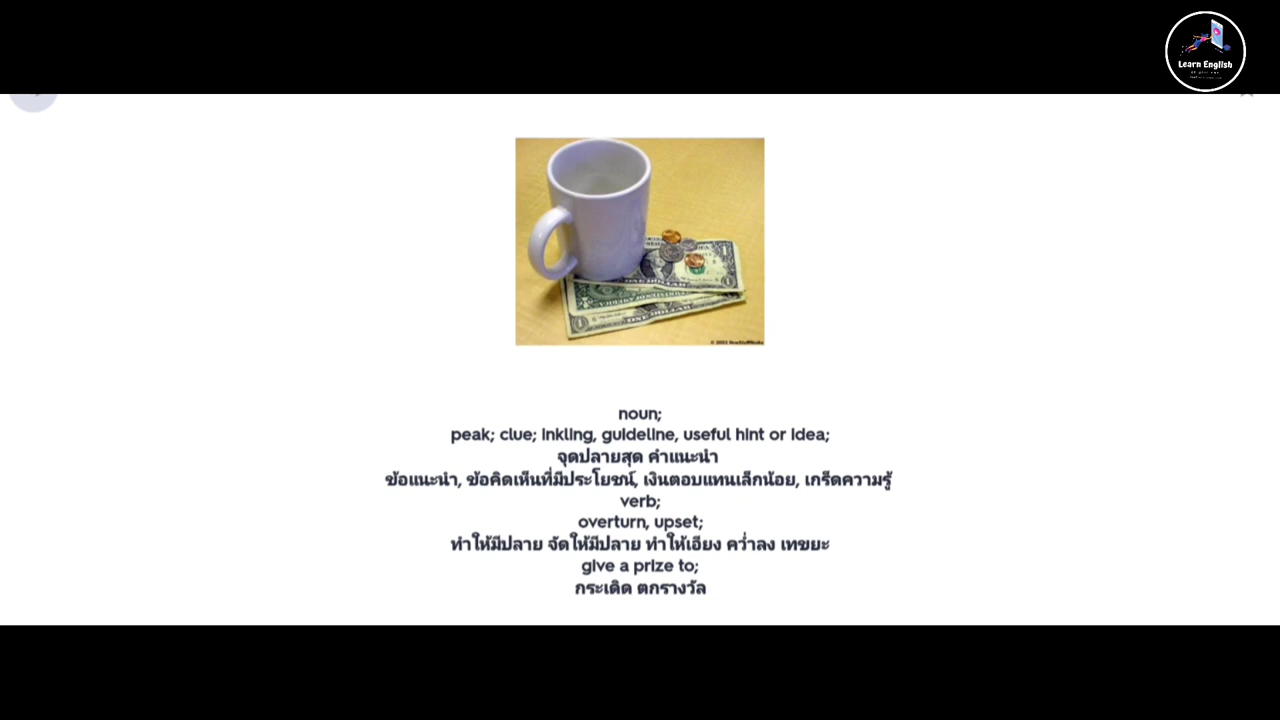 Learn English
noun;
peak; clue; inkling, guideline, useful hint or idea;
จุดปลายสุด คำแนะนำ
ข้อแนะนำ, ข้อคิดเห็นที่มีประโยชน์, เงินตอบแทนเล็กน้อย, เกร็ดความรู้
verb;
overturn, upset;
ทำให้มีปลาย จัดให้มีปลาย ทำให้เอียง คว่ำลง เทขยะ
give a prize to;
กระเดิด ตกรางวัล
ONE DOLLAR
ONE DOLLAR